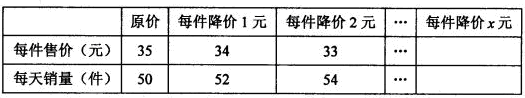 原价 每件降价 1 元 每件降价 2 元 ··· 每件降价 x 元
每件售价（元） 35 34 33 ···
每天销量（件） 50 52 54 ···